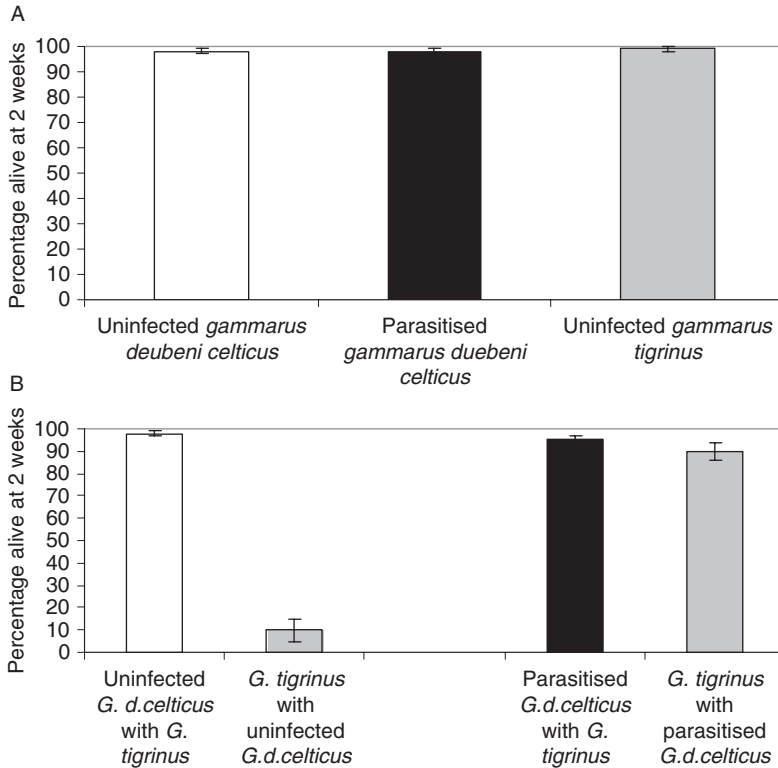 A
Percentage alive at 2 weeks
100
90
80
70
60
50
40
30
20
10
0
Uninfected gammarus
deubeni celticus
Parasitised
gammarus duebeni
celticus
Uninfected gammarus
tigrinus
B
Percentage alive at 2 weeks
100
90
80
70
60
50
40
30
20
10
0
Uninfected
G. d.celticus
with G.
tigrinus
G. tigrinus
with
uninfected
G.d.celticus
Parasitised
G.d.celticus
with G.
tigrinus
G. tigrinus
with
parasitised
G.d.celticus